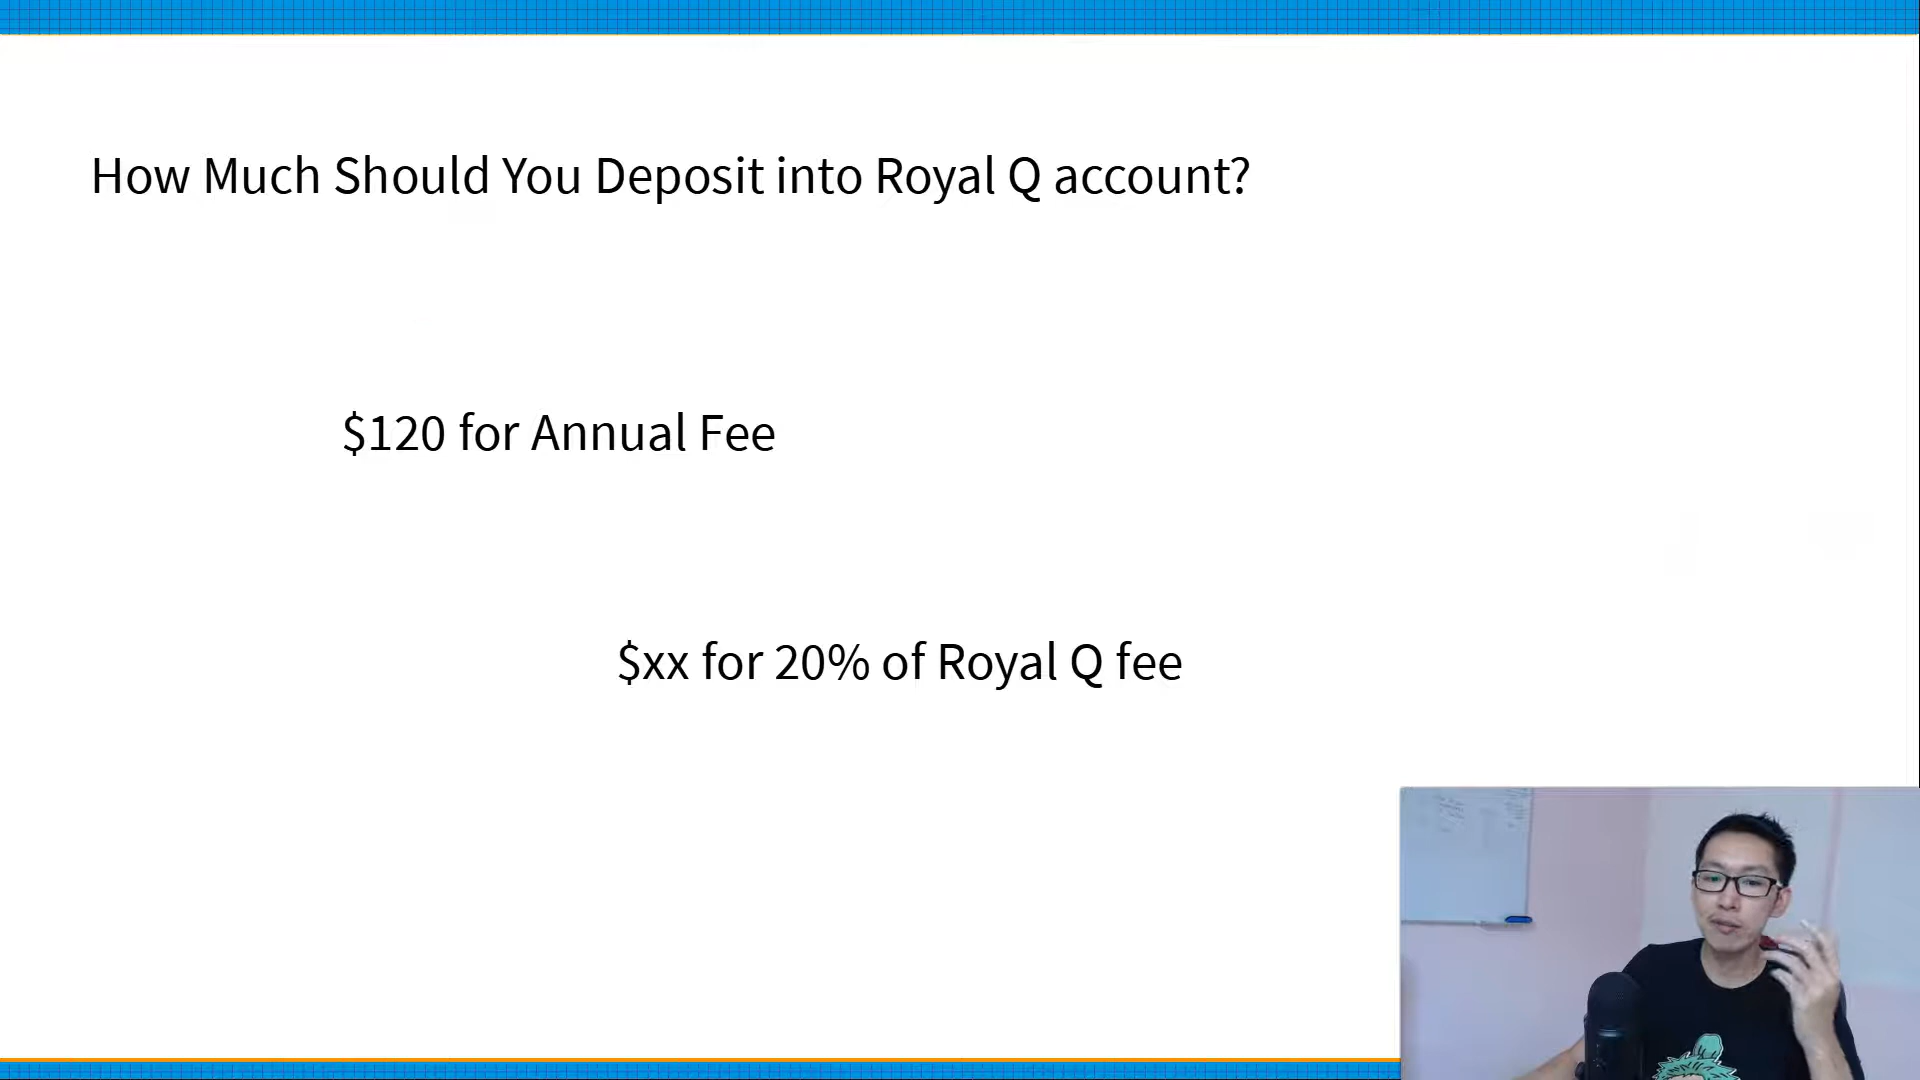 How Much Should You Deposit into Royal Q account?
$120 for Annual Fee
$xx for 20% of Royal Q fee